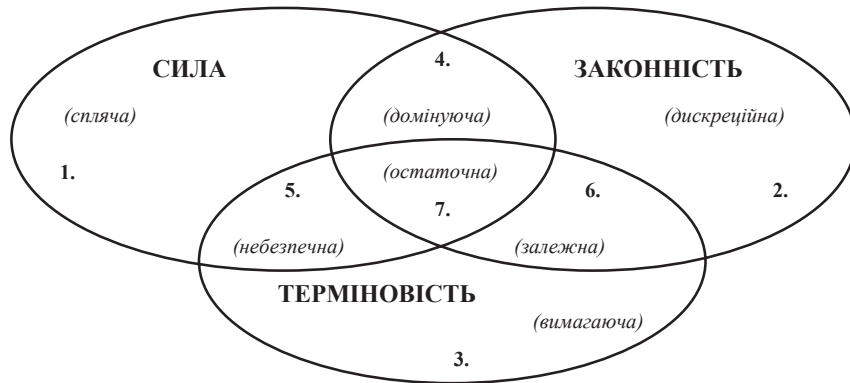 4.
СИЛА
ЗАКОННІСТЬ
(спляча)
(домінуюча)
(дискреційна)
1.
(остаточна)
5.
6.
2.
7.
(небезпечна)
(залежна)
ТЕРМІНОВІСТЬ
(вимагаюча)
3.